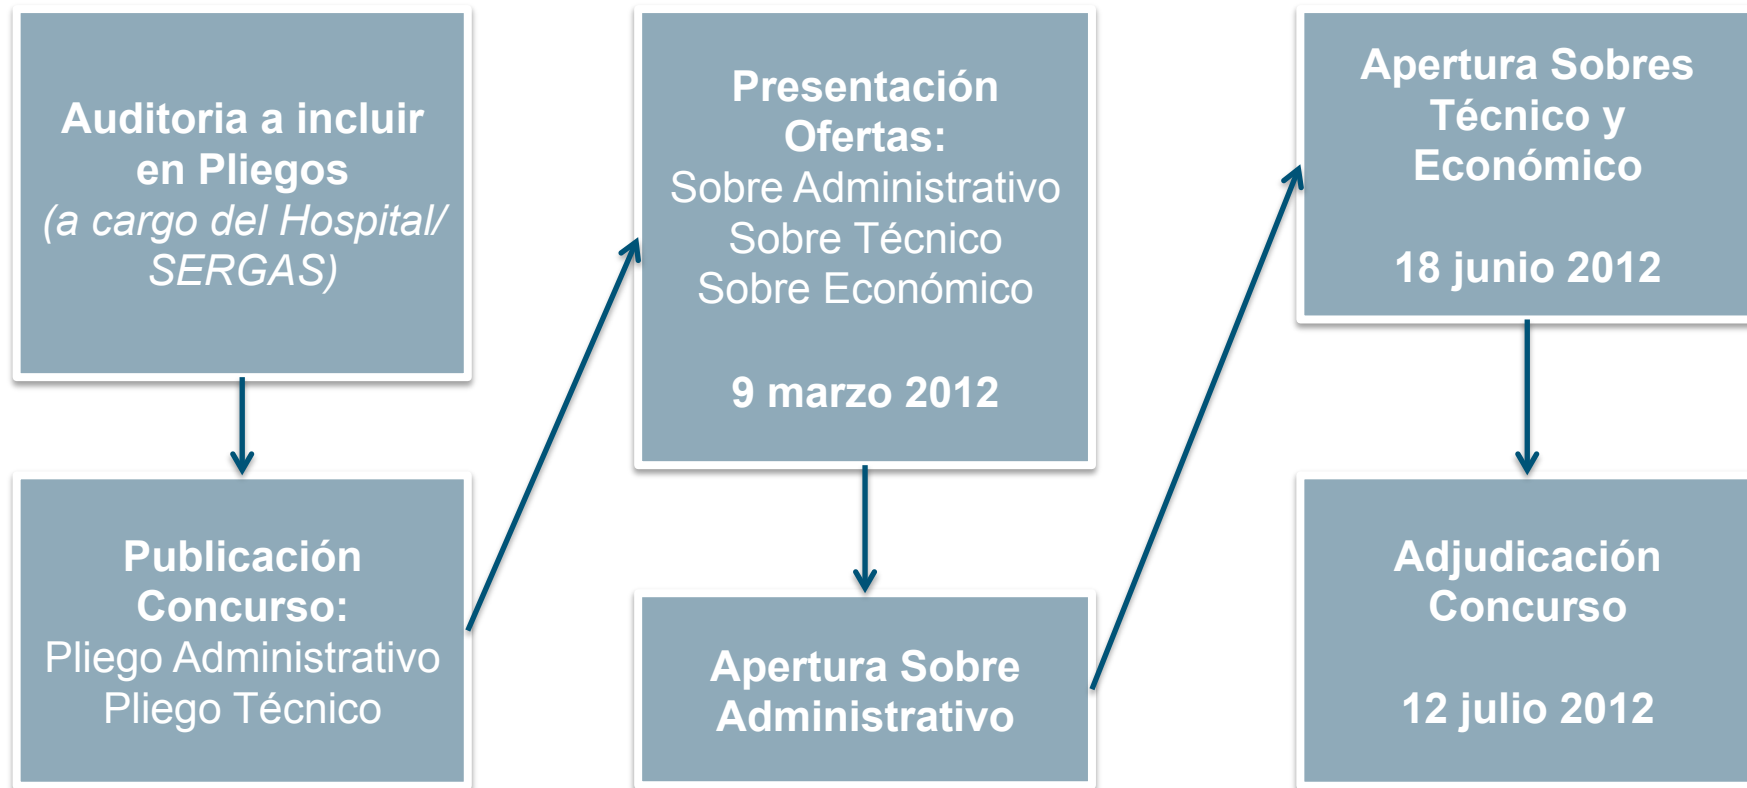 Auditoria a incluir
en Pliegos
(a cargo del Hospital/
SERGAS)
Publicación
Concurso:
Pliego Administrativo
Pliego Técnico
Presentación
Ofertas:
Sobre Administrativo
Sobre Técnico
Sobre Económico
9 marzo 2012
Apertura Sobre
Administrativo
Apertura Sobres
Técnico y
Económico
18 junio 2012
Adjudicación
Concurso
12 julio 2012